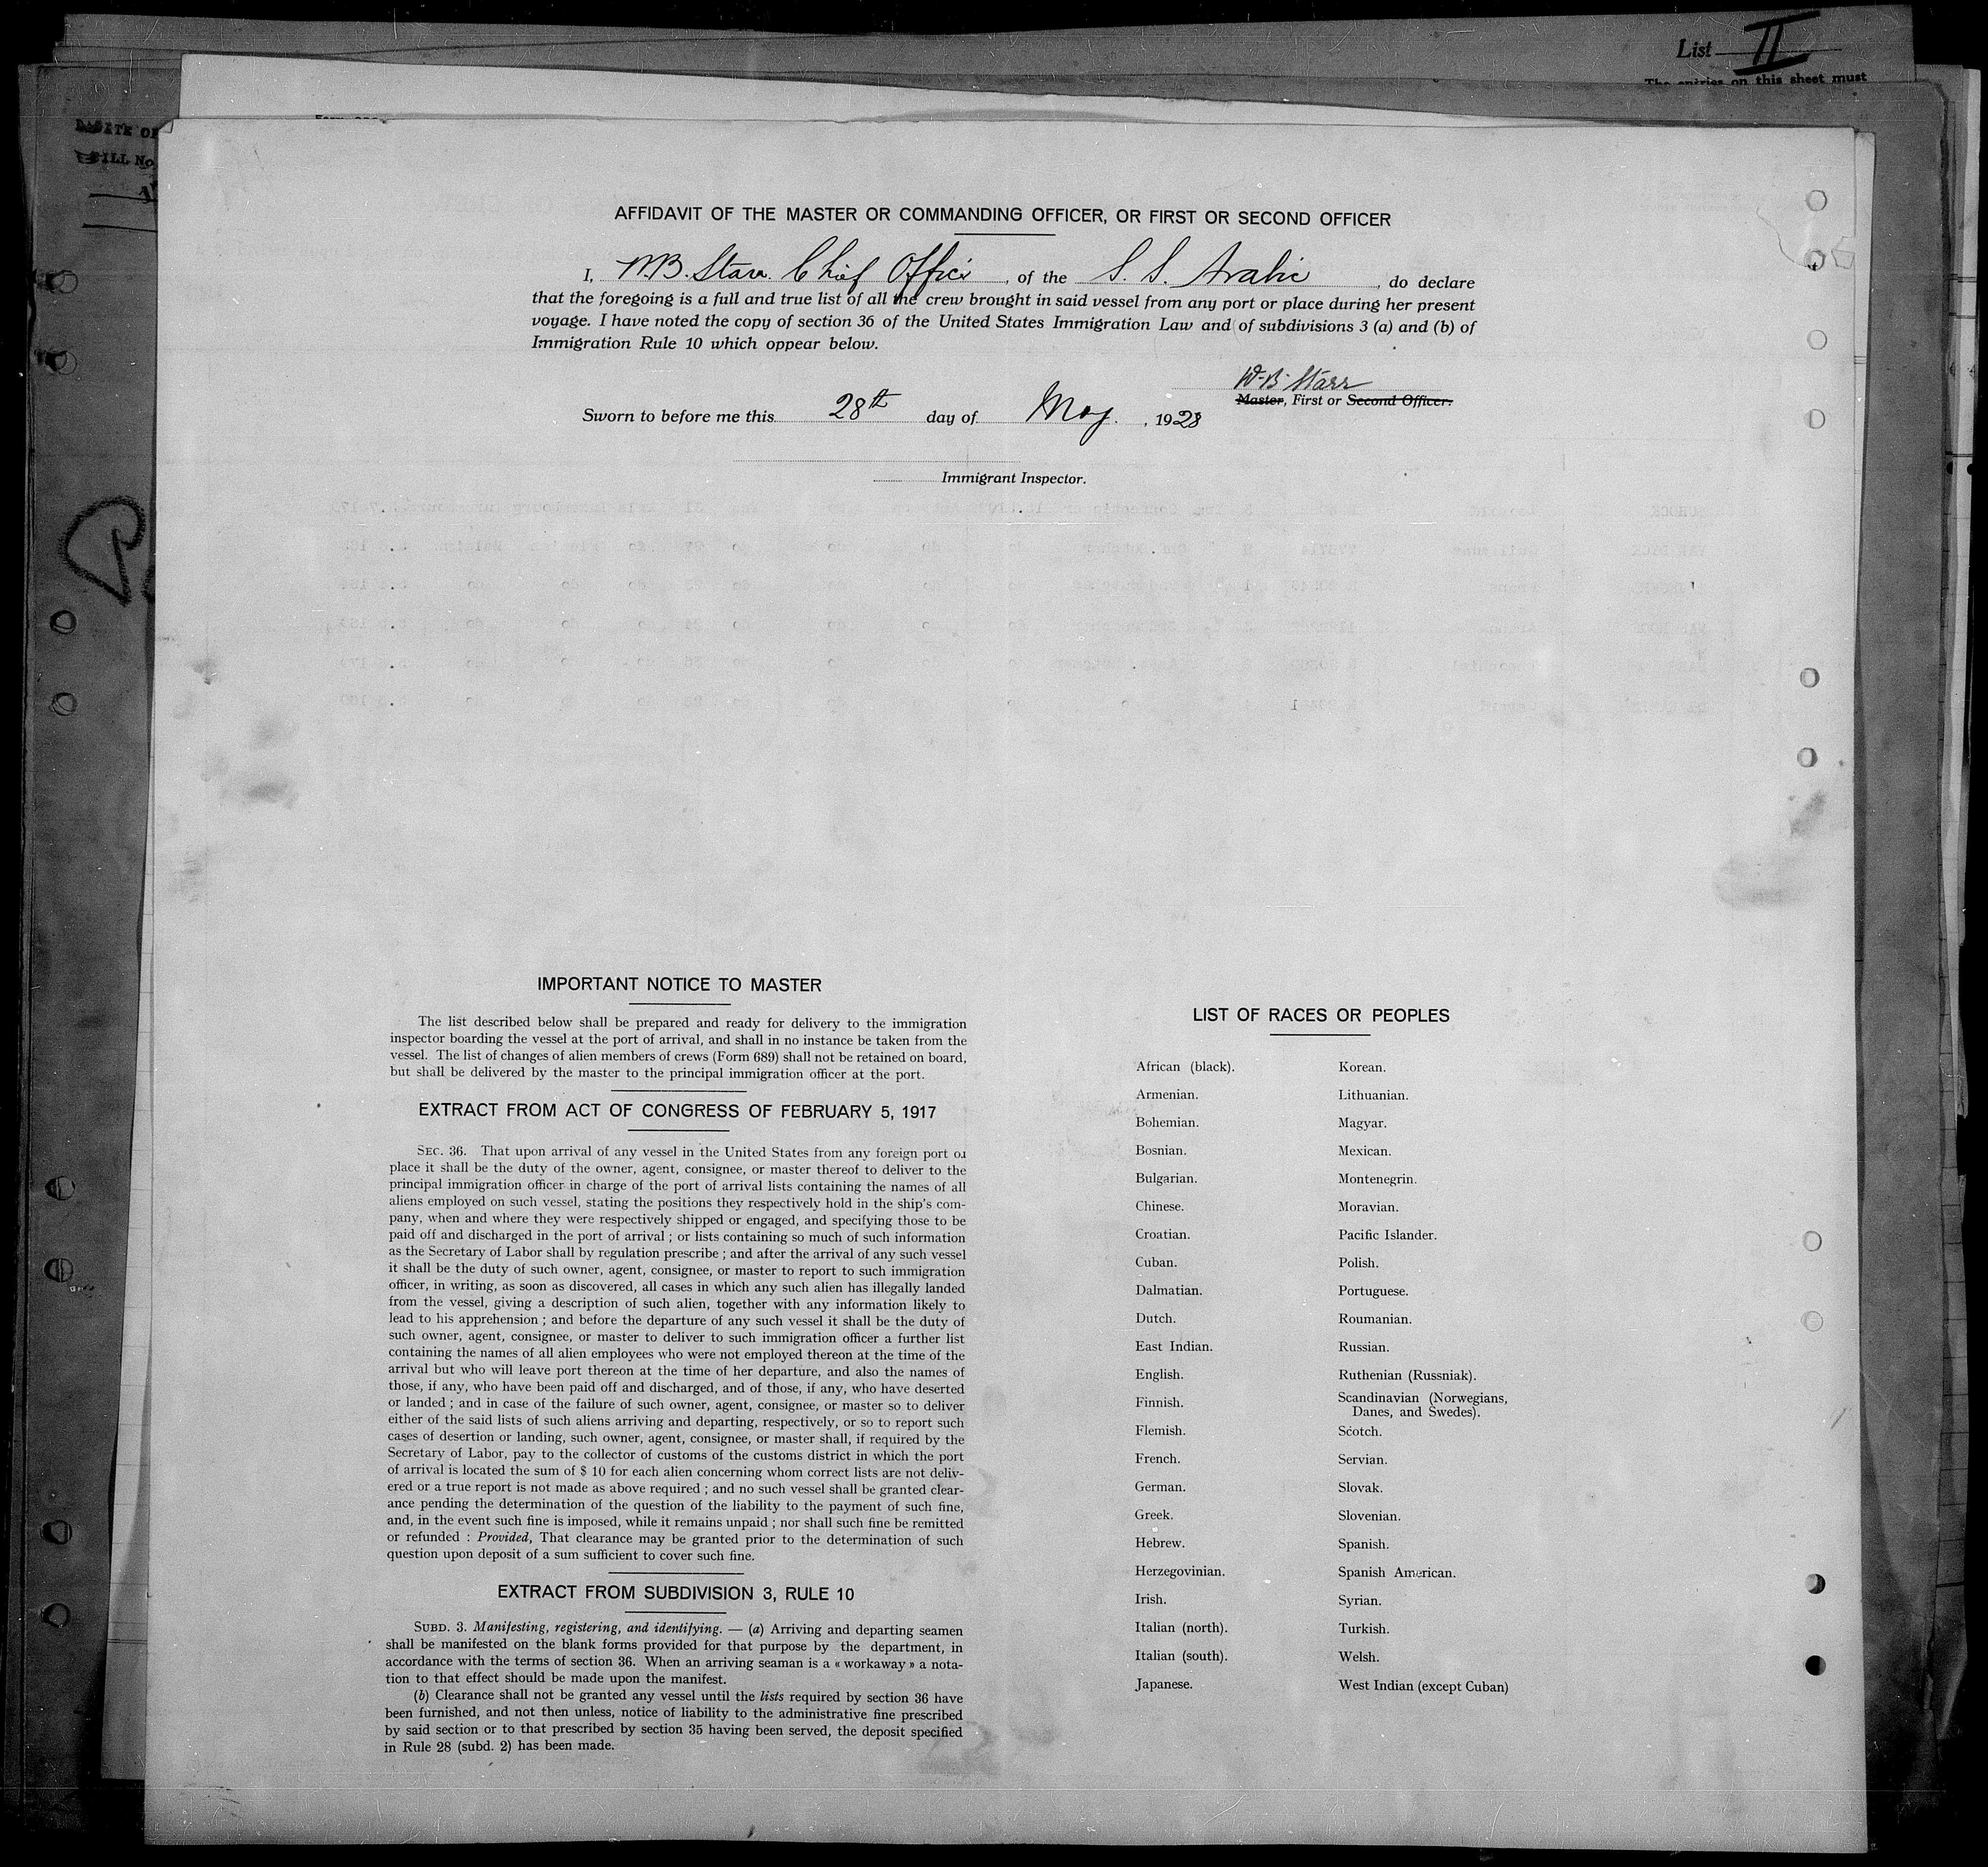 List II
The entries on this sheet must
BILL No.
AFFIDAVIT OF THE MASTER OR COMMANDING OFFICER, OR FIRST OR SECOND OFFICER
I, W.B. Starr Chief Officer, of the S. S. Arabic, do declare
that the foregoing is a full and true list of all the crew brought in said vessel from any port or place during her present
voyage. I have noted the copy of section 36 of the United States Immigration Law and of subdivisions 3 (a) and (b) of
Immigration Rule 10 which oppear below.
W-B- Starr
Master, First or Second Officer.
Sworn to before me this 28th day of May. , 1928
Immigrant Inspector.
IMPORTANT NOTICE TO MASTER
The list described below shall be prepared and ready for delivery to the immigration
inspector boarding the vessel at the port of arrival, and shall in no instance be taken from the
vessel. The list of changes of alien members of crews (Form 689) shall not be retained on board,
but shall be delivered by the master to the principal immigration officer at the port.
EXTRACT FROM ACT OF CONGRESS OF FEBRUARY 5, 1917
SEC. 36. That upon arrival of any vessel in the United States from any foreign port or
place it shall be the duty of the owner, agent, consignee, or master thereof to deliver to the
principal immigration officer in charge of the port of arrival lists containing the names of all
aliens employed on such vessel, stating the positions they respectively hold in the ship's com-
pany, when and where they were respectively shipped or engaged, and specifying those to be
paid off and discharged in the port of arrival ; or lists containing so much of such information
as the Secretary of Labor shall by regulation prescribe ; and after the arrival of any such vessel
it shall be the duty of such owner, agent, consignee, or master to report to such immigration
officer, in writing, as soon as discovered, all cases in which any such alien has illegally landed
from the vessel, giving a description of such alien, together with any information likely to
lead to his apprehension ; and before the departure of any such vessel it shall be the duty of
such owner, agent, consignee, or master to deliver to such immigration officer a further list
containing the names of all alien employees who were not employed thereon at the time of the
arrival but who will leave port thereon at the time of her departure, and also the names of
those, if any, who have been paid off and discharged, and of those, if any, who have deserted
or landed ; and in case of the failure of such owner, agent, consignee, or master so to deliver
either of the said lists of such aliens arriving and departing, respectively, or so to report such
cases of desertion or landing, such owner, agent, consignee, or master shall, if required by the
Secretary of Labor, pay to the collector of customs of the customs district in which the port
of arrival is located the sum of $ 10 for each alien concerning whom correct lists are not deliv-
ered or a true report is not made as above required ; and no such vessel shall be granted clear-
ance pending the determination of the question of the liability to the payment of such fine,
and, in the event such fine is imposed, while it remains unpaid ; nor shall such fine be remitted
or refunded : Provided, That clearance may be granted prior to the determination of such
question upon deposit of a sum sufficient to cover such fine.
EXTRACT FROM SUBDIVISION 3, RULE 10
SUBD. 3. Manifesting, registering, and identifying. — (a) Arriving and departing seamen
shall be manifested on the blank forms provided for that purpose by the department, in
accordance with the terms of section 36. When an arriving seaman is a « workaway » a nota-
tion to that effect should be made upon the manifest.
(b) Clearance shall not be granted any vessel until the lists required by section 36 have
been furnished, and not then unless, notice of liability to the administrative fine prescribed
by said section or to that prescribed by section 35 having been served, the deposit specified
in Rule 28 (subd. 2) has been made.
LIST OF RACES OR PEOPLES
African (black).
Armenian.
Bohemian.
Bosnian.
Bulgarian.
Chinese.
Croatian.
Cuban.
Dalmatian.
Dutch.
East Indian.
English.
Finnish.
Flemish.
French.
German.
Greek.
Hebrew.
Herzegovinian.
Irish.
Italian (north).
Italian (south).
Japanese.
Korean.
Lithuanian.
Magyar.
Mexican.
Montenegrin.
Moravian.
Pacific Islander.
Polish.
Portuguese.
Roumanian.
Russian.
Ruthenian (Russniak).
Scandinavian (Norwegians,
Danes, and Swedes).
Scotch.
Servian.
Slovak.
Slovenian.
Spanish.
Spanish American.
Syrian.
Turkish.
Welsh.
West Indian (except Cuban)